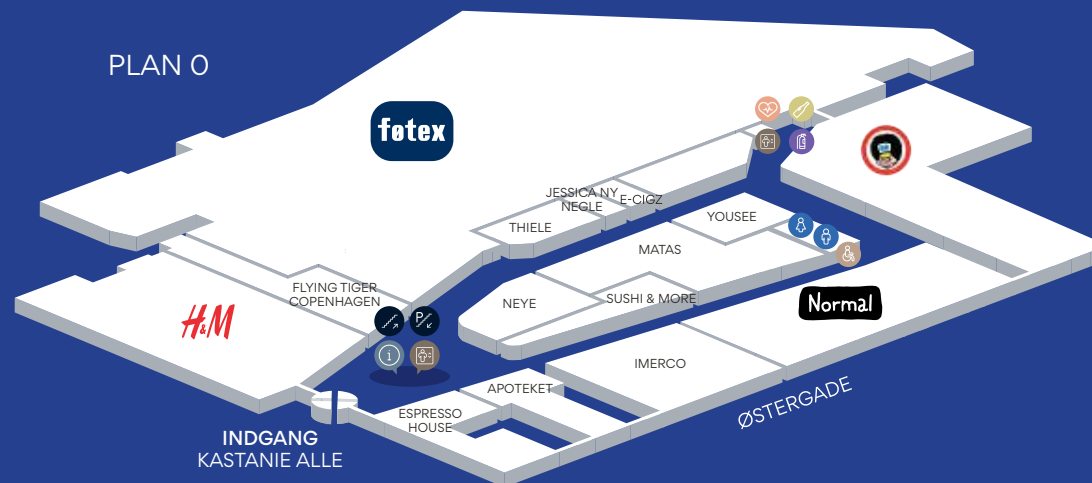 PLAN 0
føtex
JESSICA NY
NEGLE
E-CIGZ
THIELE
YOUSEE
MATAS
FLYING TIGER
COPENHAGEN
NEYE
SUSHI & MORE
Normal
H&M
P
i
IMERCO
APOTEKET
ESPRESSO
HOUSE
ØSTERGADE
INDGANG
KASTANIE ALLE